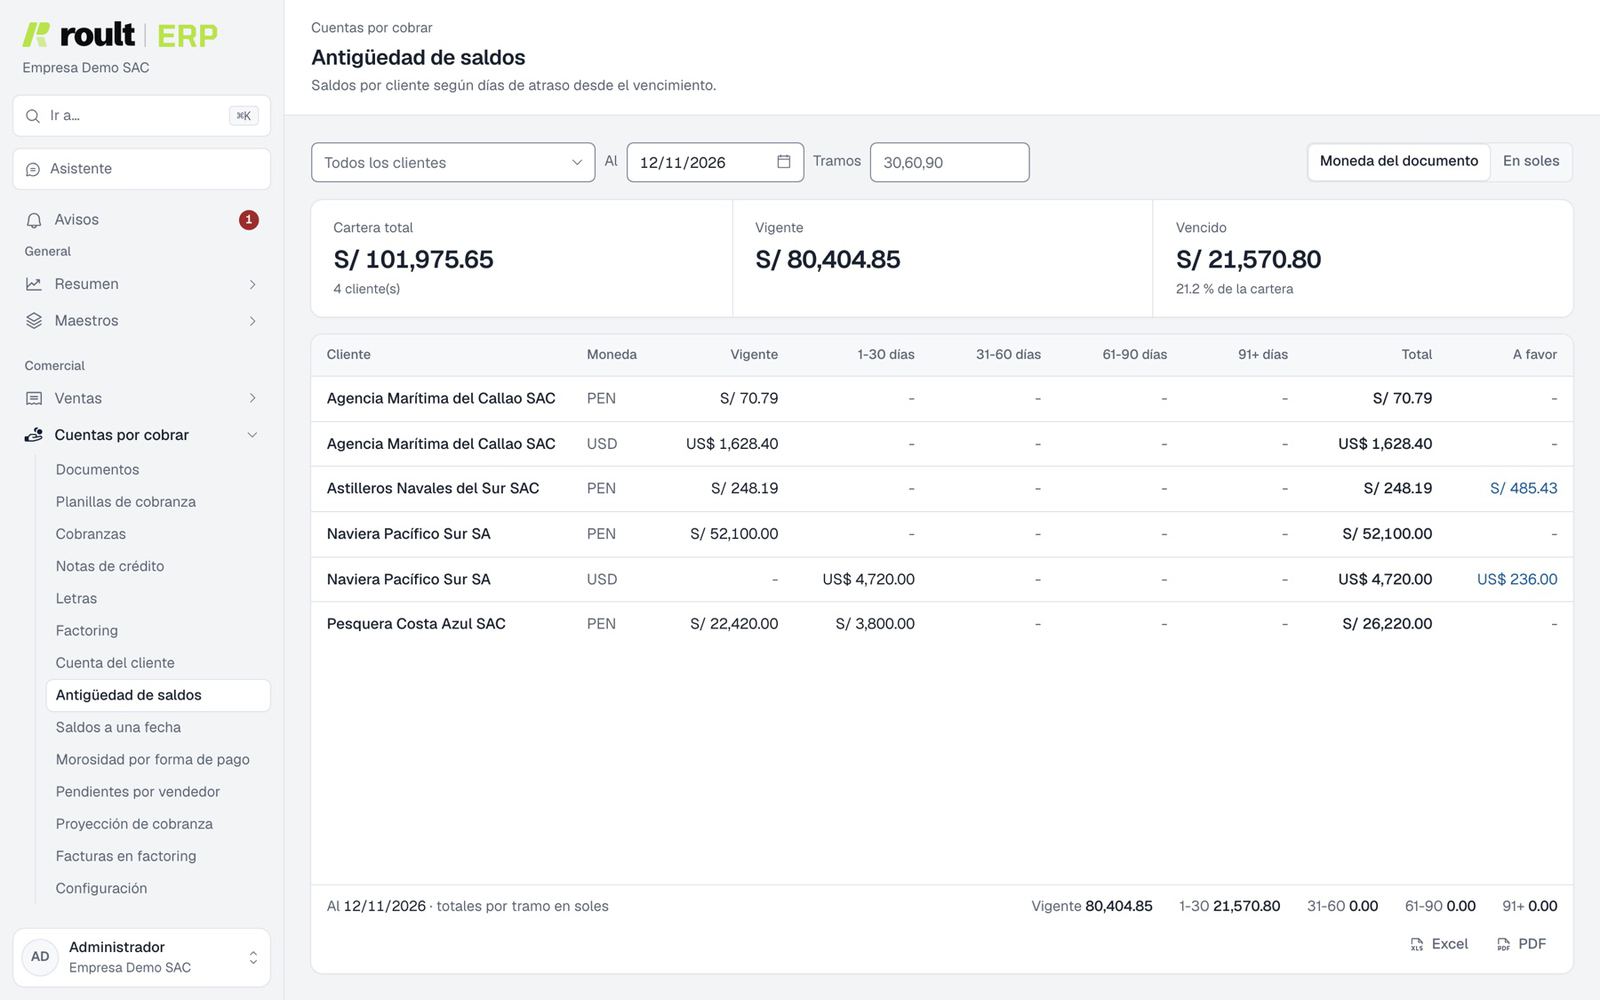 roult | ERP
Empresa Demo SAC
Ir a... ⌘K
Asistente
Avisos 1
General
Resumen
Maestros
Comercial
Ventas
Cuentas por cobrar
Documentos
Planillas de cobranza
Cobranzas
Notas de crédito
Letras
Factoring
Cuenta del cliente
Antigüedad de saldos
Saldos a una fecha
Morosidad por forma de pago
Pendientes por vendedor
Proyección de cobranza
Facturas en factoring
Configuración
AD
Administrador
Empresa Demo SAC
Cuentas por cobrar
Antigüedad de saldos
Saldos por cliente según días de atraso desde el vencimiento.
Todos los clientes Al 12/11/2026 Tramos 30,60,90 Moneda del documento En soles
Cartera total
S/ 101,975.65
4 cliente(s)
Vigente
S/ 80,404.85
Vencido
S/ 21,570.80
21.2 % de la cartera
Cliente Moneda Vigente 1-30 días 31-60 días 61-90 días 91+ días Total A favor
Agencia Marítima del Callao SAC PEN S/ 70.79 - - - - S/ 70.79 -
Agencia Marítima del Callao SAC USD US$ 1,628.40 - - - - US$ 1,628.40 -
Astilleros Navales del Sur SAC PEN S/ 248.19 - - - - S/ 248.19 S/ 485.43
Naviera Pacífico Sur SA PEN S/ 52,100.00 - - - - S/ 52,100.00 -
Naviera Pacífico Sur SA USD - US$ 4,720.00 - - - US$ 4,720.00 US$ 236.00
Pesquera Costa Azul SAC PEN S/ 22,420.00 S/ 3,800.00 - - - S/ 26,220.00 -
Al 12/11/2026 · totales por tramo en soles Vigente 80,404.85 1-30 21,570.80 31-60 0.00 61-90 0.00 91+ 0.00
XLS Excel PDF PDF